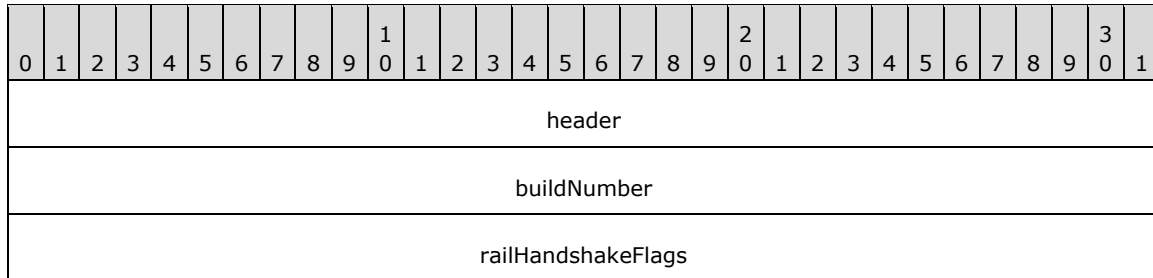 1 2 3
0 1 2 3 4 5 6 7 8 9 0 1 2 3 4 5 6 7 8 9 0 1 2 3 4 5 6 7 8 9 0 1
header
buildNumber
railHandshakeFlags